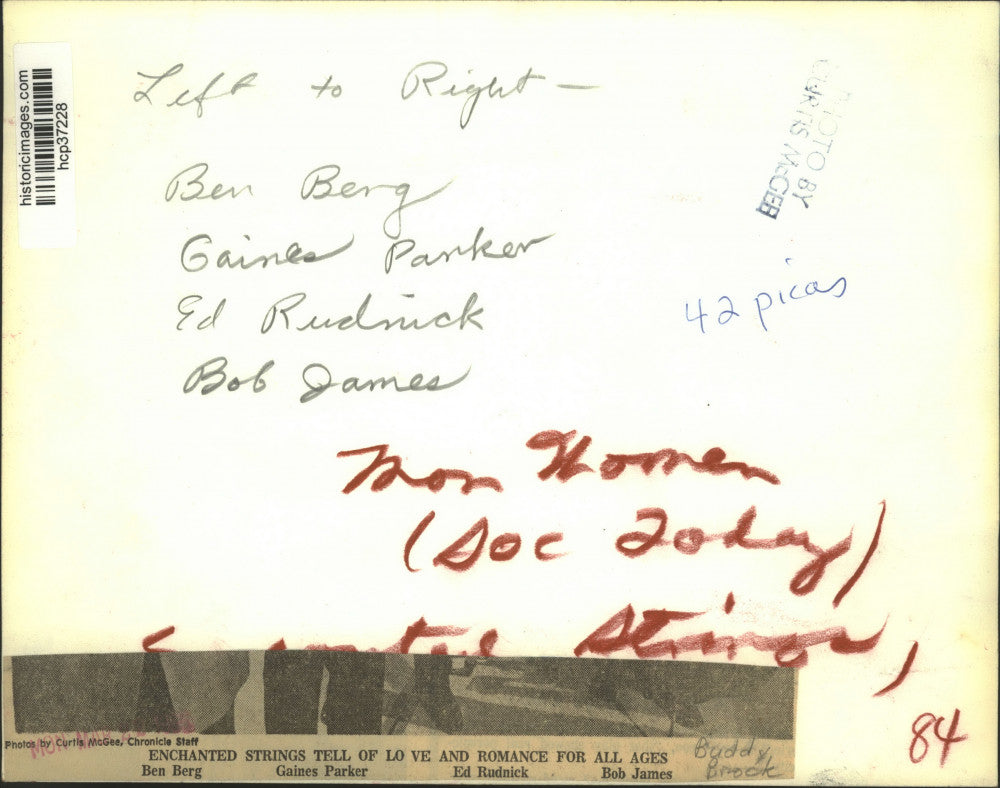 historicimages.com
hcp37228
Left to Right —
PHOTO BY
CURTIS McGEE
Ben Berg
Gaines Parker
Ed Rudnick
Bob James
42 picas
Mon Women
(Soc Today)
Strings,
84
Photos by Curtis McGee, Chronicle Staff
MON
ENCHANTED STRINGS TELL OF LO VE AND ROMANCE FOR ALL AGES
Ben Berg Gaines Parker Ed Rudnick Bob James
Buddy
Brock